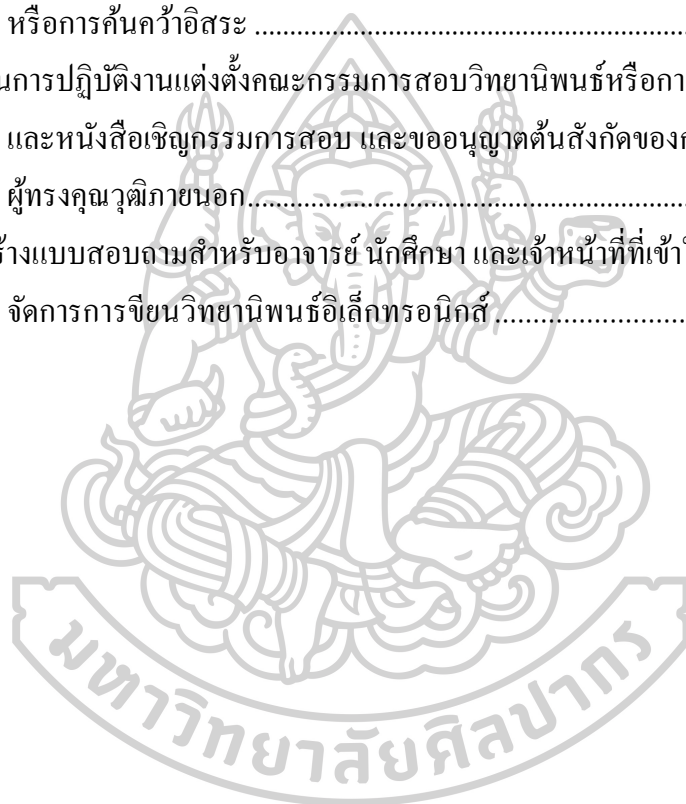 หรือการค้นคว้าอิสระ ........................................................................
นการปฏิบัติงานแต่งตั้งคณะกรรมการสอบวิทยานิพนธ์หรือกา
และหนังสือเชิญกรรมการสอบ และขออนุญาตต้นสังกัดของก
ผู้ทรงคุณวุฒิภายนอก........................................................................
ร้างแบบสอบถามสำหรับอาจารย์ นักศึกษา และเจ้าหน้าที่ที่เข้าใ
จัดการการขียนวิทยานิพนธ์อิเล็กทรอนิกส์ ..............................
มหาวิทยาลัยศิลปากร